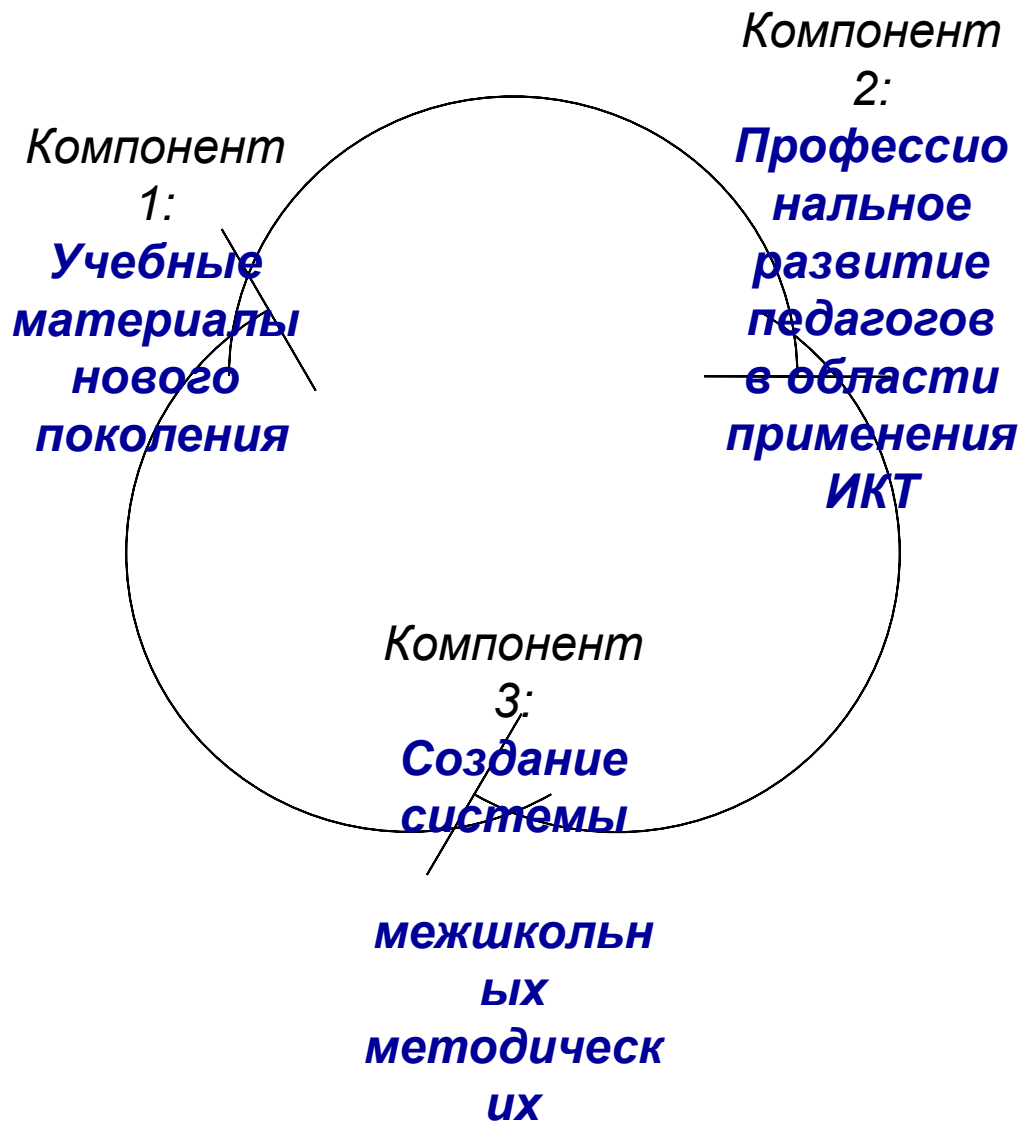 Компонент
1:
Учебные
материалы
нового
поколения
Компонент
2:
Профессио
нальное
развитие
педагогов
в области
применения
ИКТ
Компонент
3:
Создание
системы
межшкольн
ых
методическ
их